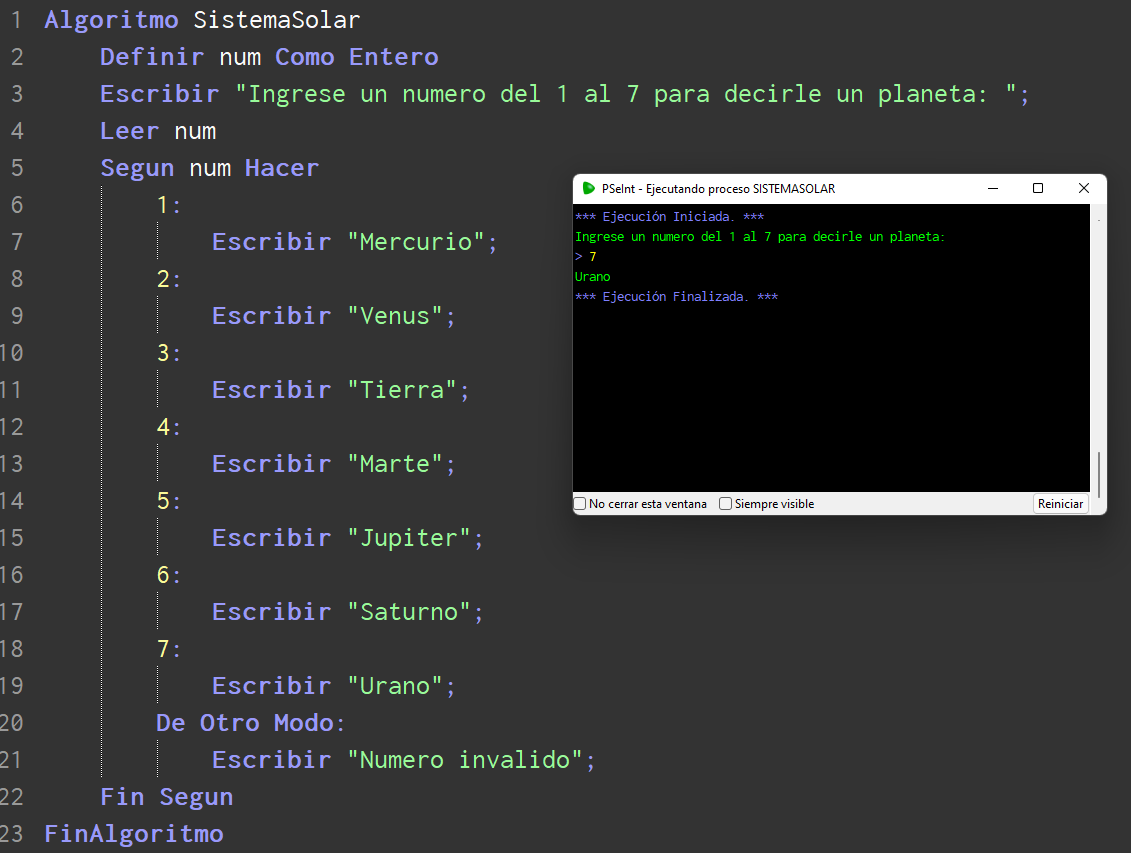 1 Algoritmo SistemaSolar
2 Definir num Como Entero
3 Escribir "Ingrese un numero del 1 al 7 para decirle un planeta: ";
4 Leer num
5 Segun num Hacer
6 1:
7 Escribir "Mercurio";
8 2:
9 Escribir "Venus";
10 3:
11 Escribir "Tierra";
12 4:
13 Escribir "Marte";
14 5:
15 Escribir "Jupiter";
16 6:
17 Escribir "Saturno";
18 7:
19 Escribir "Urano";
20 De Otro Modo:
21 Escribir "Numero invalido";
22 Fin Segun
23 FinAlgoritmo
PSeInt - Ejecutando proceso SISTEMASOLAR
*** Ejecución Iniciada. ***
Ingrese un numero del 1 al 7 para decirle un planeta:
> 7
Urano
*** Ejecución Finalizada. ***
No cerrar esta ventana Siempre visible Reiniciar